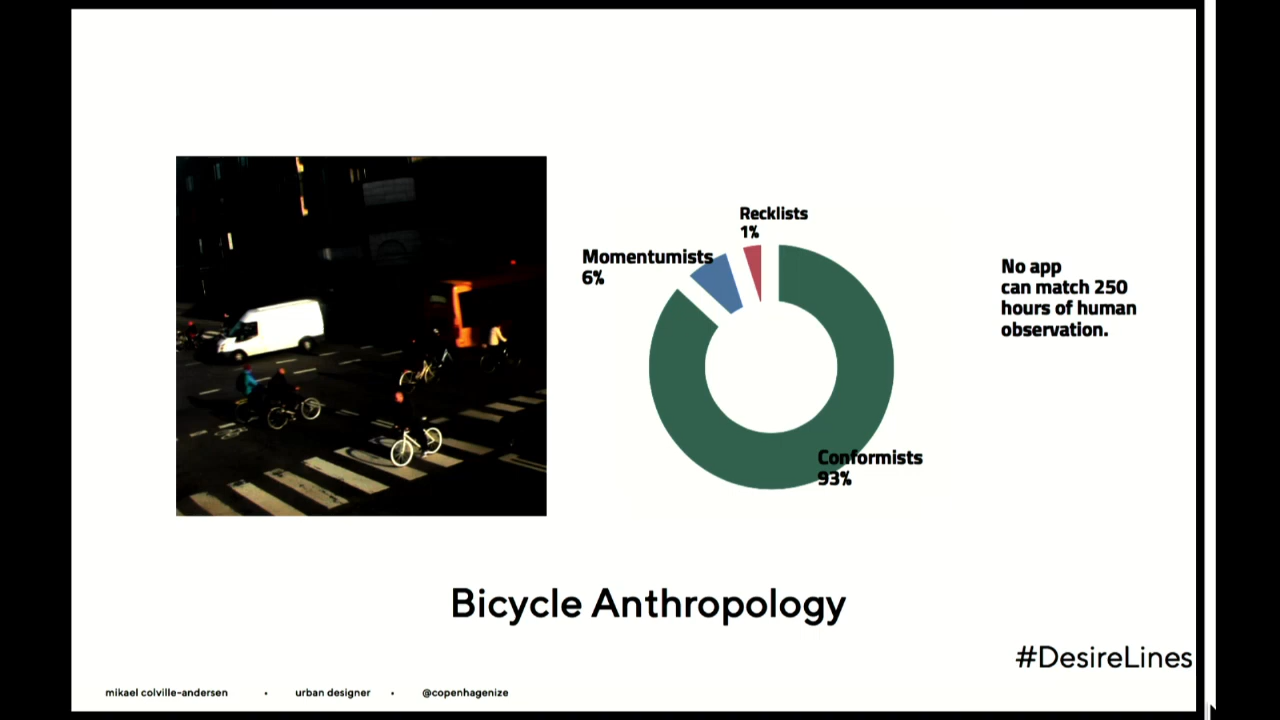 Recklists
1%
Momentumists
6%
No app
can match 250
hours of human
observation.
Conformists
93%
Bicycle Anthropology
#DesireLines
mikael colville-andersen • urban designer • @copenhagenize